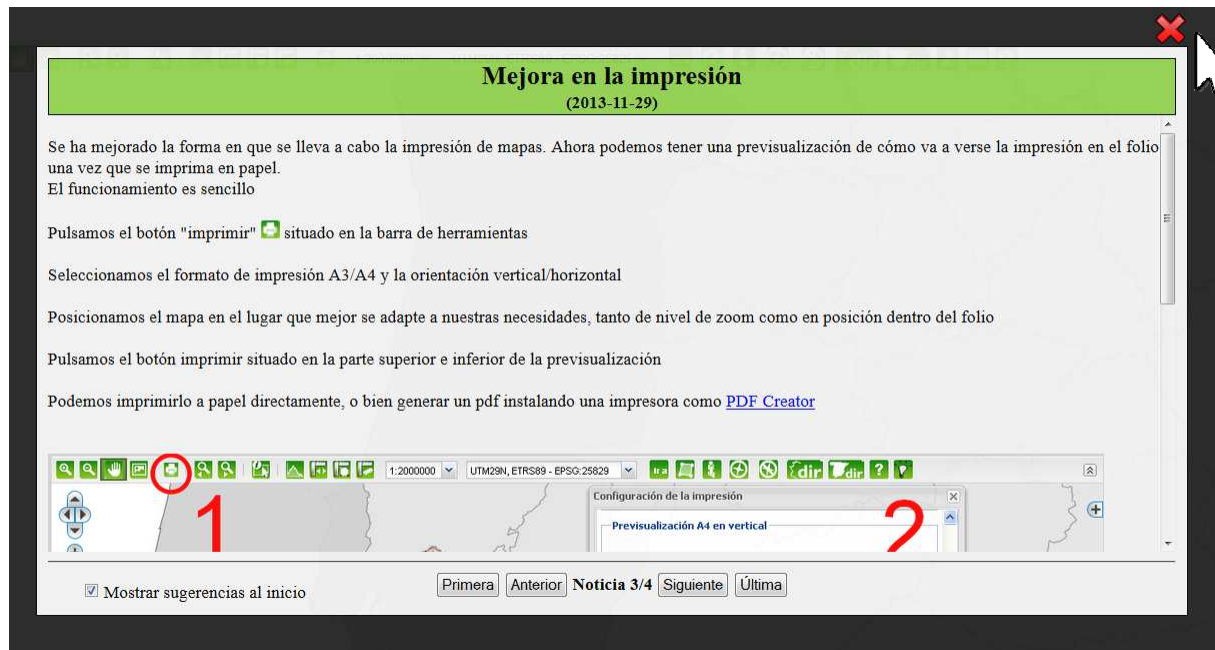 Mejora en la impresión
(2013-11-29)
Se ha mejorado la forma en que se lleva a cabo la impresión de mapas. Ahora podemos tener una previsualización de cómo va a verse la impresión en el folio
una vez que se imprima en papel.
El funcionamiento es sencillo
Pulsamos el botón "imprimir" situado en la barra de herramientas
Seleccionamos el formato de impresión A3/A4 y la orientación vertical/horizontal
Posicionamos el mapa en el lugar que mejor se adapte a nuestras necesidades, tanto de nivel de zoom como en posición dentro del folio
Pulsamos el botón imprimir situado en la parte superior e inferior de la previsualización
Podemos imprimirlo a papel directamente, o bien generar un pdf instalando una impresora como PDF Creator
1:2000000 UTM29N, ETRS89 - EPSG:25829 Ir a dir dir ?
Configuración de la impresión
1 2
Previsualización A4 en vertical
Mostrar sugerencias al inicio Primera Anterior Noticia 3/4 Siguiente Última